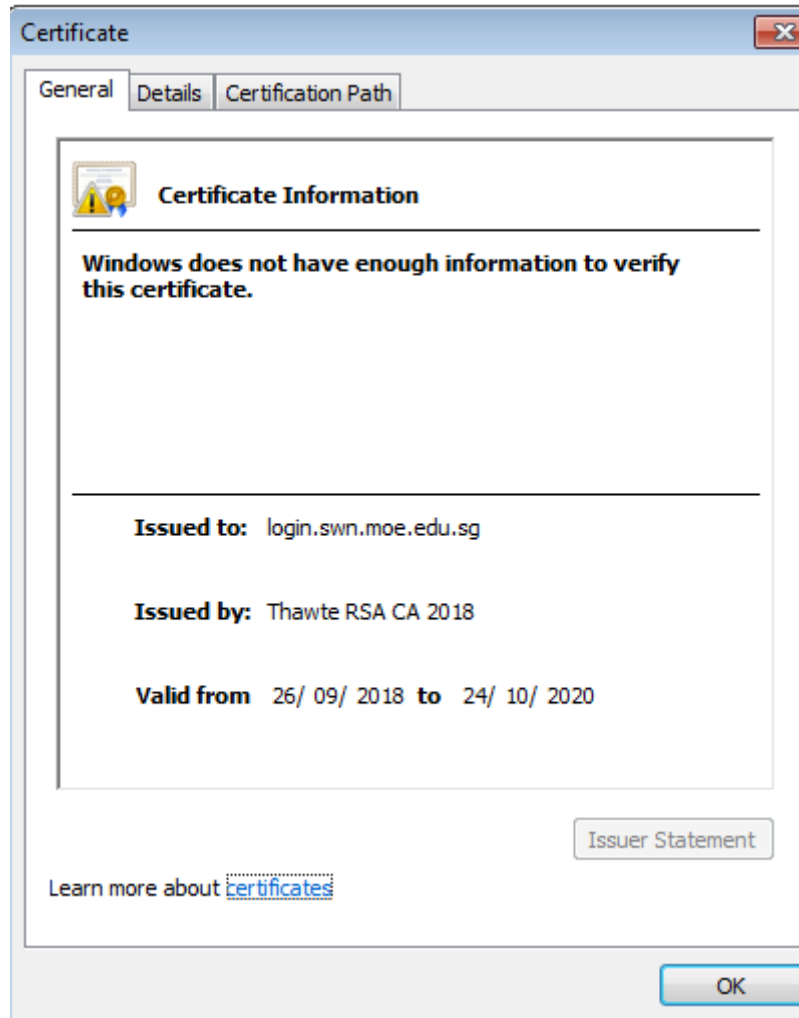 Certificate
General Details Certification Path
Certificate Information
Windows does not have enough information to verify
this certificate.
Issued to: login.swn.moe.edu.sg
Issued by: Thawte RSA CA 2018
Valid from 26/ 09/ 2018 to 24/ 10/ 2020
Issuer Statement
Learn more about certificates
OK